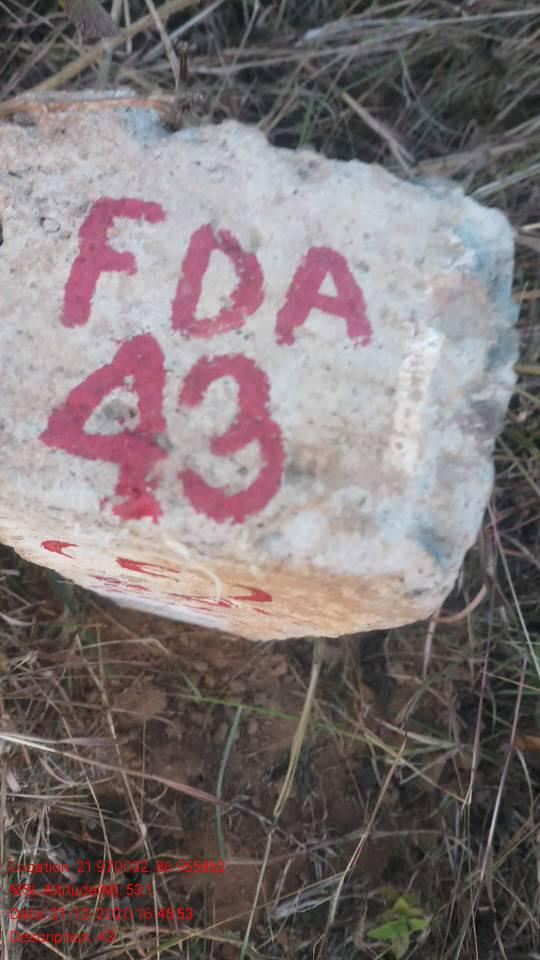 FDA
43
Location: 21.970032, 86.955852
MSL Altitude(M): 53.1
Date: 21-12-2020 16:45:53
Description: 43